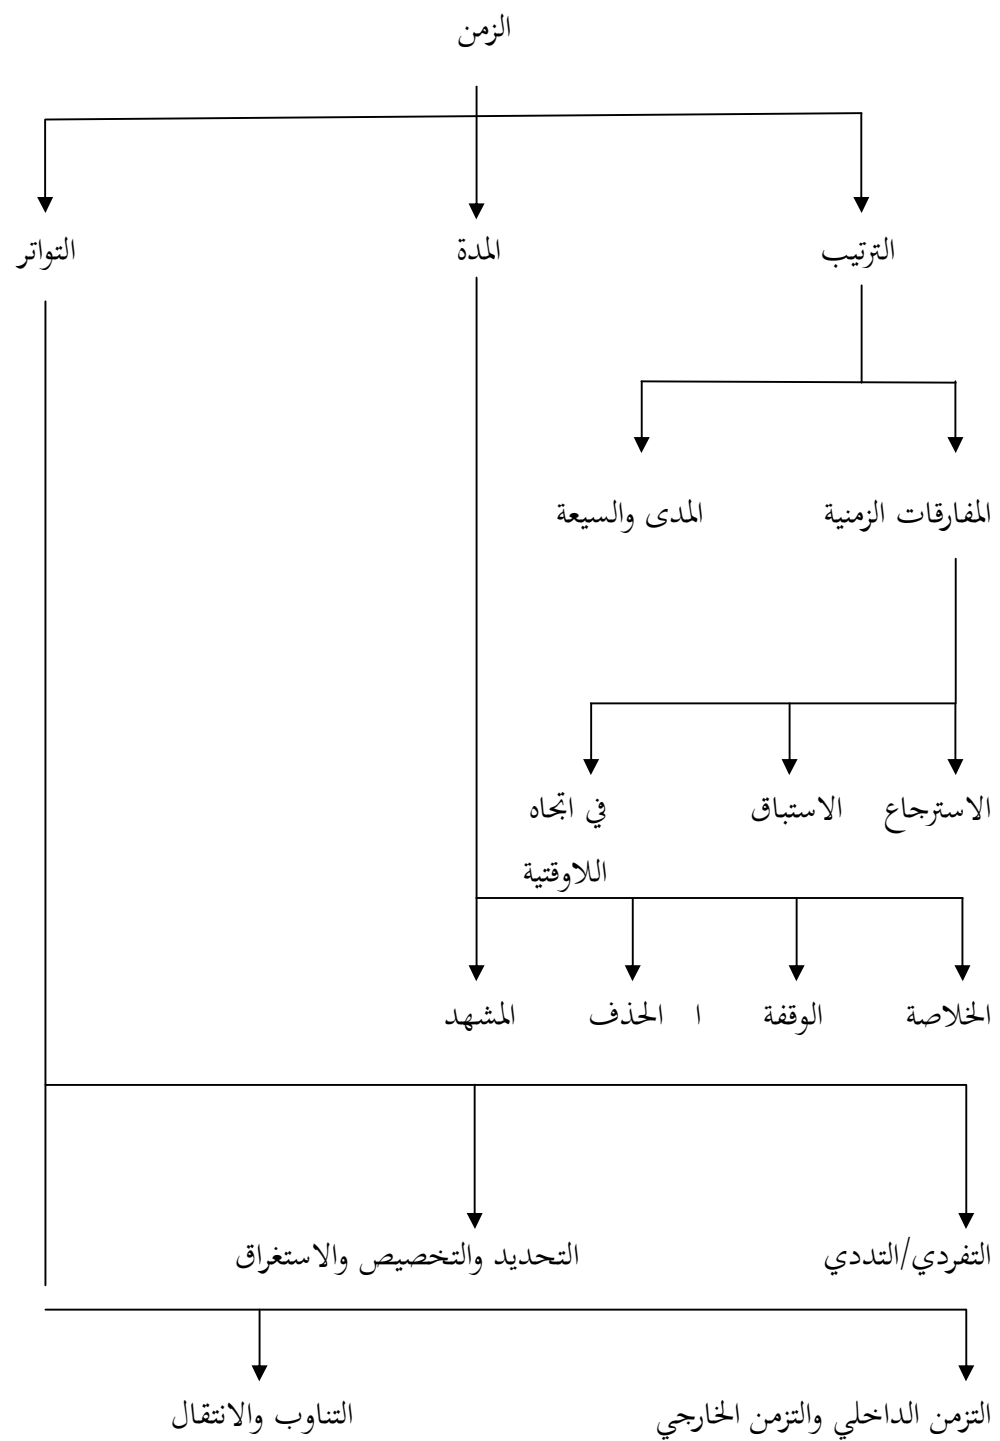 الزمن
الترتيب المدة التواتر
المفارقات الزمنية المدى والسيعة
الاسترجاع الاستباق في اتجاه
اللاوقتية
الخلاصة الوقفة ا الحذف المشهد
التفردي/التددي التحديد والتخصيص والاستغراق
التزمن الداخلي والتزمن الخارجي التناوب والانتقال